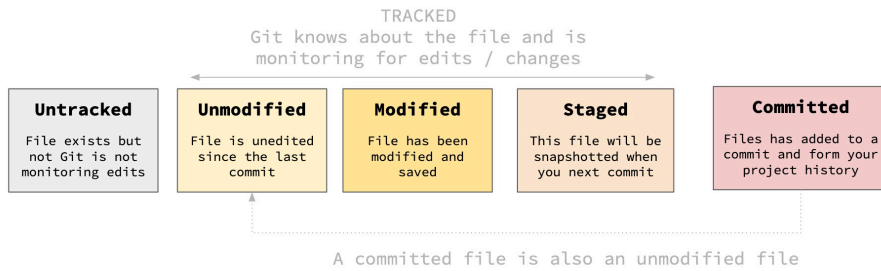 TRACKED
Git knows about the file and is
monitoring for edits / changes
Untracked
File exists but
not Git is not
monitoring edits
Unmodified
File is unedited
since the last
commit
Modified
File has been
modified and
saved
Staged
This file will be
snapshotted when
you next commit
Committed
Files has added to a
commit and form your
project history
A committed file is also an unmodified file